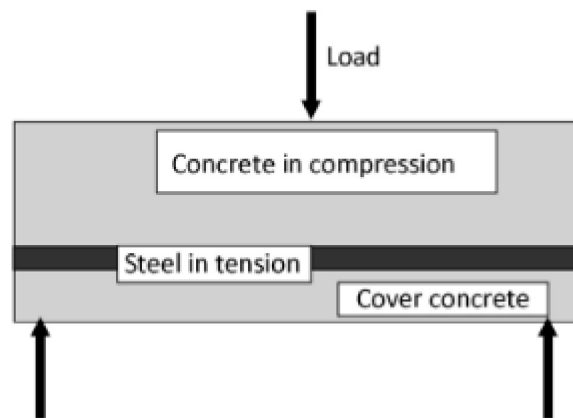 Load
Concrete in compression
Steel in tension
Cover concrete